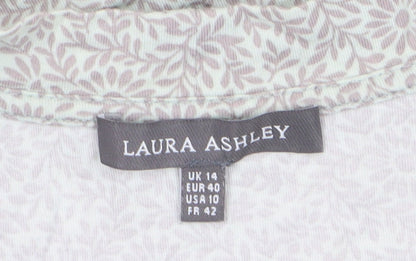 LAURA ASHLEY
UK 14
EUR 40
USA 10
FR 42